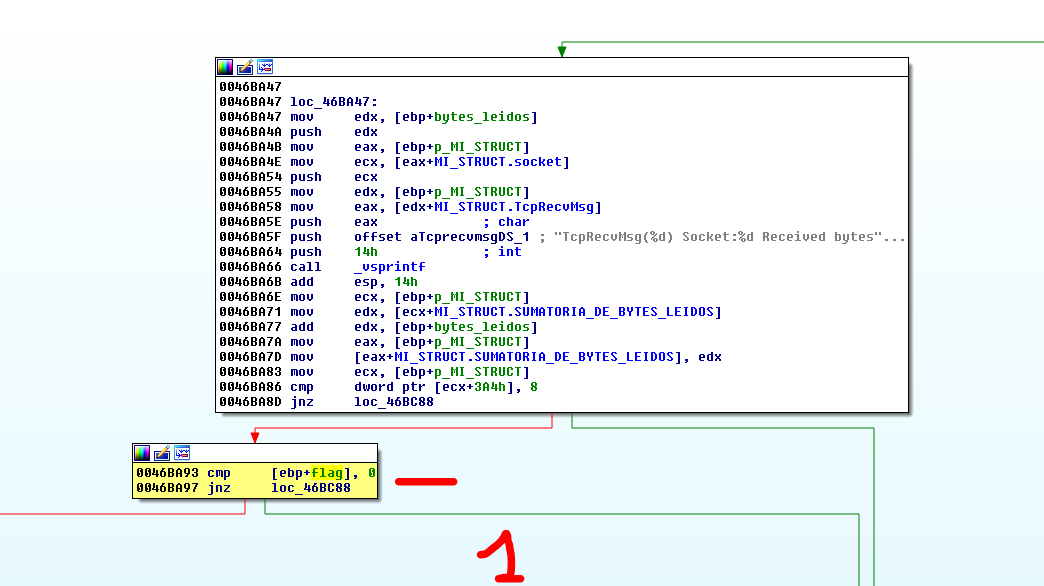 0046BA47
0046BA47 loc_46BA47:
0046BA47 mov edx, [ebp+bytes_leidos]
0046BA4A push edx
0046BA4B mov eax, [ebp+p_MI_STRUCT]
0046BA4E mov ecx, [eax+MI_STRUCT.socket]
0046BA54 push ecx
0046BA55 mov edx, [ebp+p_MI_STRUCT]
0046BA58 mov eax, [edx+MI_STRUCT.TcpRecvMsg]
0046BA5E push eax ; char
0046BA5F push offset aTcprecvmsgDS_1 ; "TcpRecvMsg(%d) Socket:%d Received bytes"...
0046BA64 push 14h ; int
0046BA66 call _vsprintf
0046BA6B add esp, 14h
0046BA6E mov ecx, [ebp+p_MI_STRUCT]
0046BA71 mov edx, [ecx+MI_STRUCT.SUMATORIA_DE_BYTES_LEIDOS]
0046BA77 add edx, [ebp+bytes_leidos]
0046BA7A mov eax, [ebp+p_MI_STRUCT]
0046BA7D mov [eax+MI_STRUCT.SUMATORIA_DE_BYTES_LEIDOS], edx
0046BA83 mov ecx, [ebp+p_MI_STRUCT]
0046BA86 cmp dword ptr [ecx+3A4h], 8
0046BA8D jnz loc_46BC88
0046BA93 cmp [ebp+flag], 0
0046BA97 jnz loc_46BC88
1